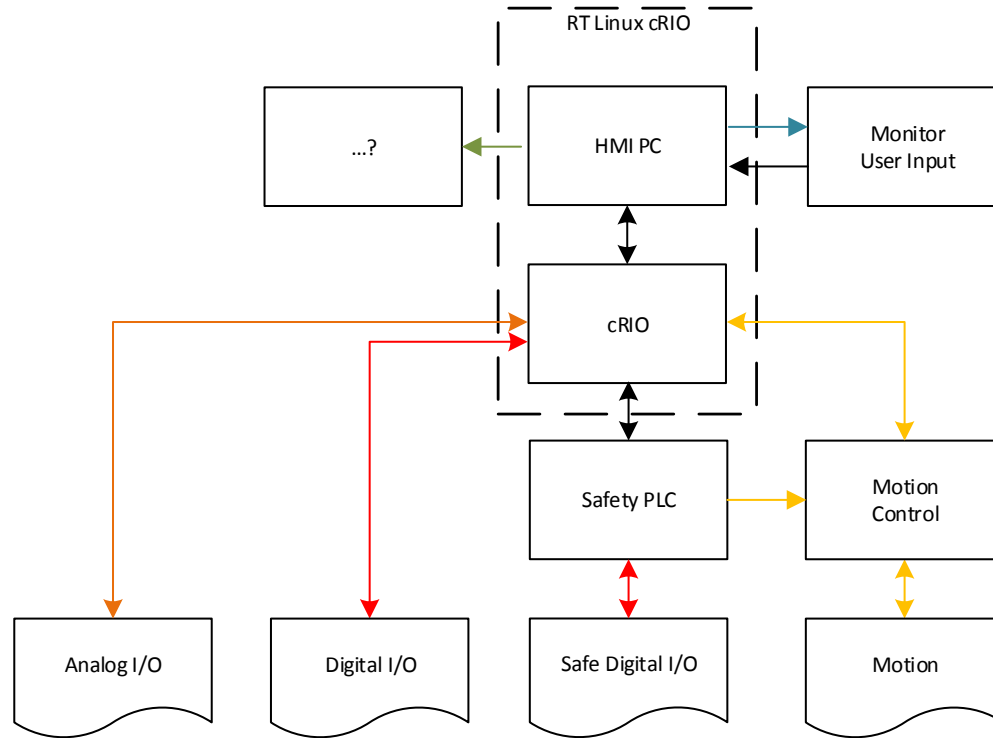 RT Linux cRIO
...?
HMI PC
Monitor
User Input
cRIO
Safety PLC
Motion
Control
Analog I/O
Digital I/O
Safe Digital I/O
Motion